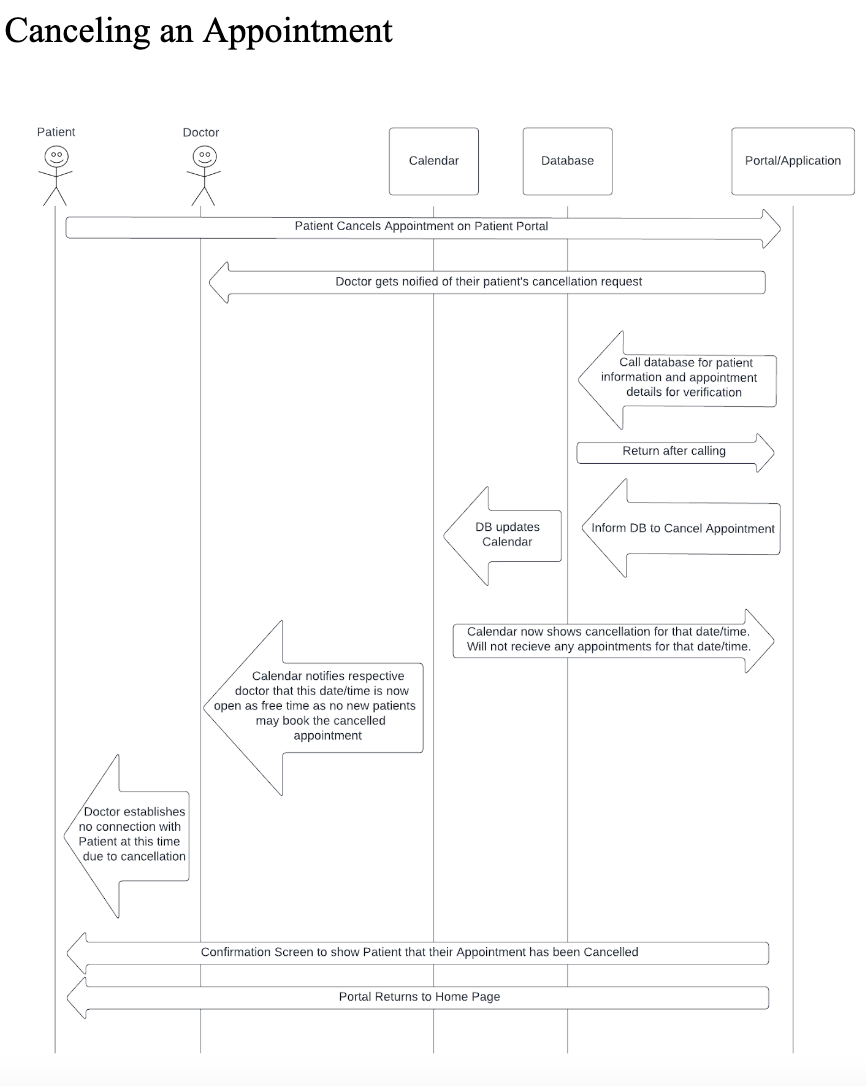 Canceling an Appointment
Patient
Doctor
Calendar
Database
Portal/Application
Patient Cancels Appointment on Patient Portal
Doctor gets noified of their patient's cancellation request
Call database for patient
information and appointment
details for verification
Return after calling
DB updates
Calendar
Inform DB to Cancel Appointment
Calendar now shows cancellation for that date/time.
Will not recieve any appointments for that date/time.
Calendar notifies respective
doctor that this date/time is now
open as free time as no new patients
may book the cancelled
appointment
Doctor establishes
no connection with
Patient at this time
due to cancellation
Confirmation Screen to show Patient that their Appointment has been Cancelled
Portal Returns to Home Page